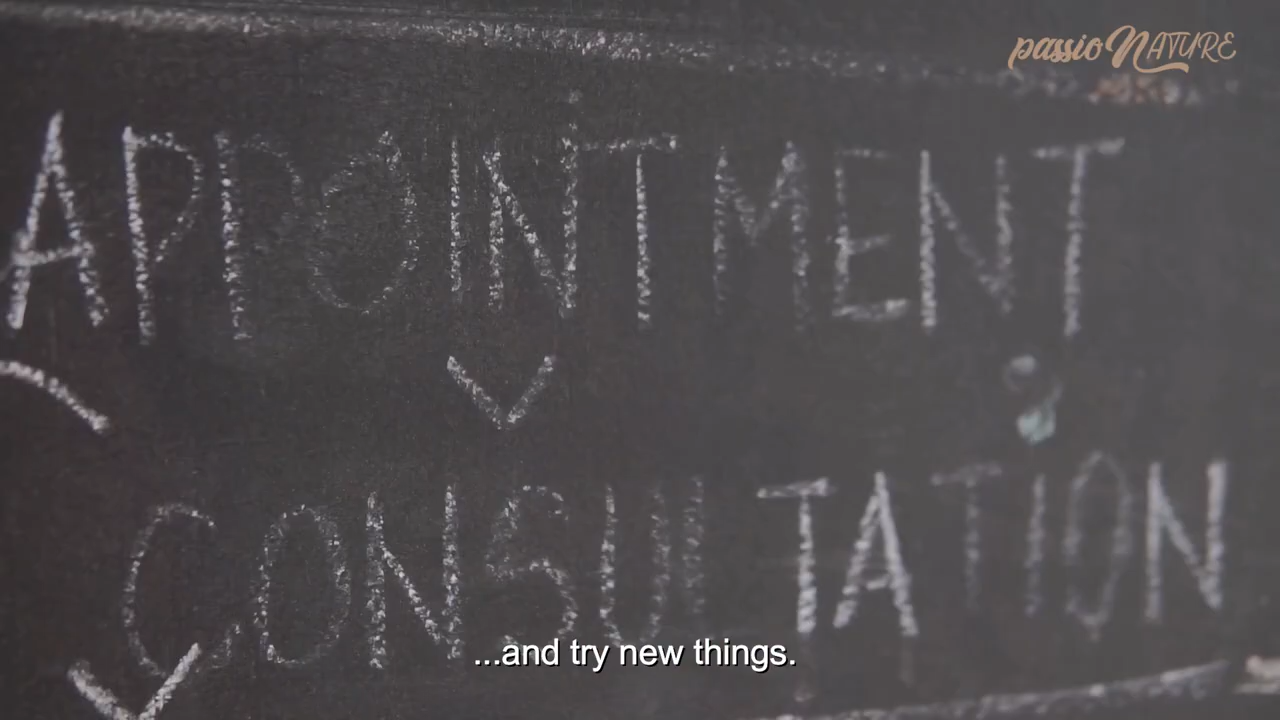 passioNATURE
APPOINTMENT
CONSULTATION
...and try new things.